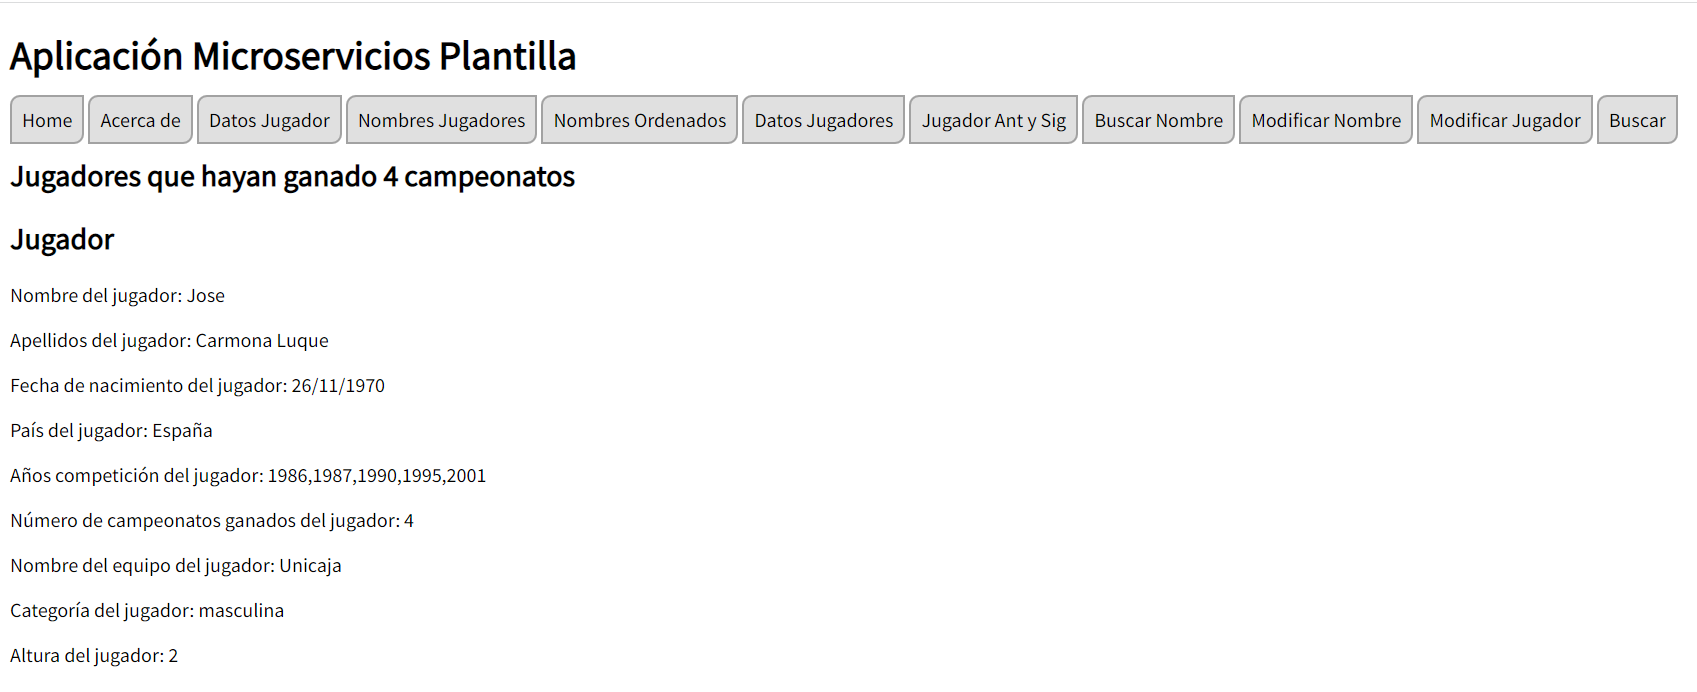 Aplicación Microservicios Plantilla
Home Acerca de Datos Jugador Nombres Jugadores Nombres Ordenados Datos Jugadores Jugador Ant y Sig Buscar Nombre Modificar Nombre Modificar Jugador Buscar
Jugadores que hayan ganado 4 campeonatos
Jugador
Nombre del jugador: Jose
Apellidos del jugador: Carmona Luque
Fecha de nacimiento del jugador: 26/11/1970
País del jugador: España
Años competición del jugador: 1986,1987,1990,1995,2001
Número de campeonatos ganados del jugador: 4
Nombre del equipo del jugador: Unicaja
Categoría del jugador: masculina
Altura del jugador: 2